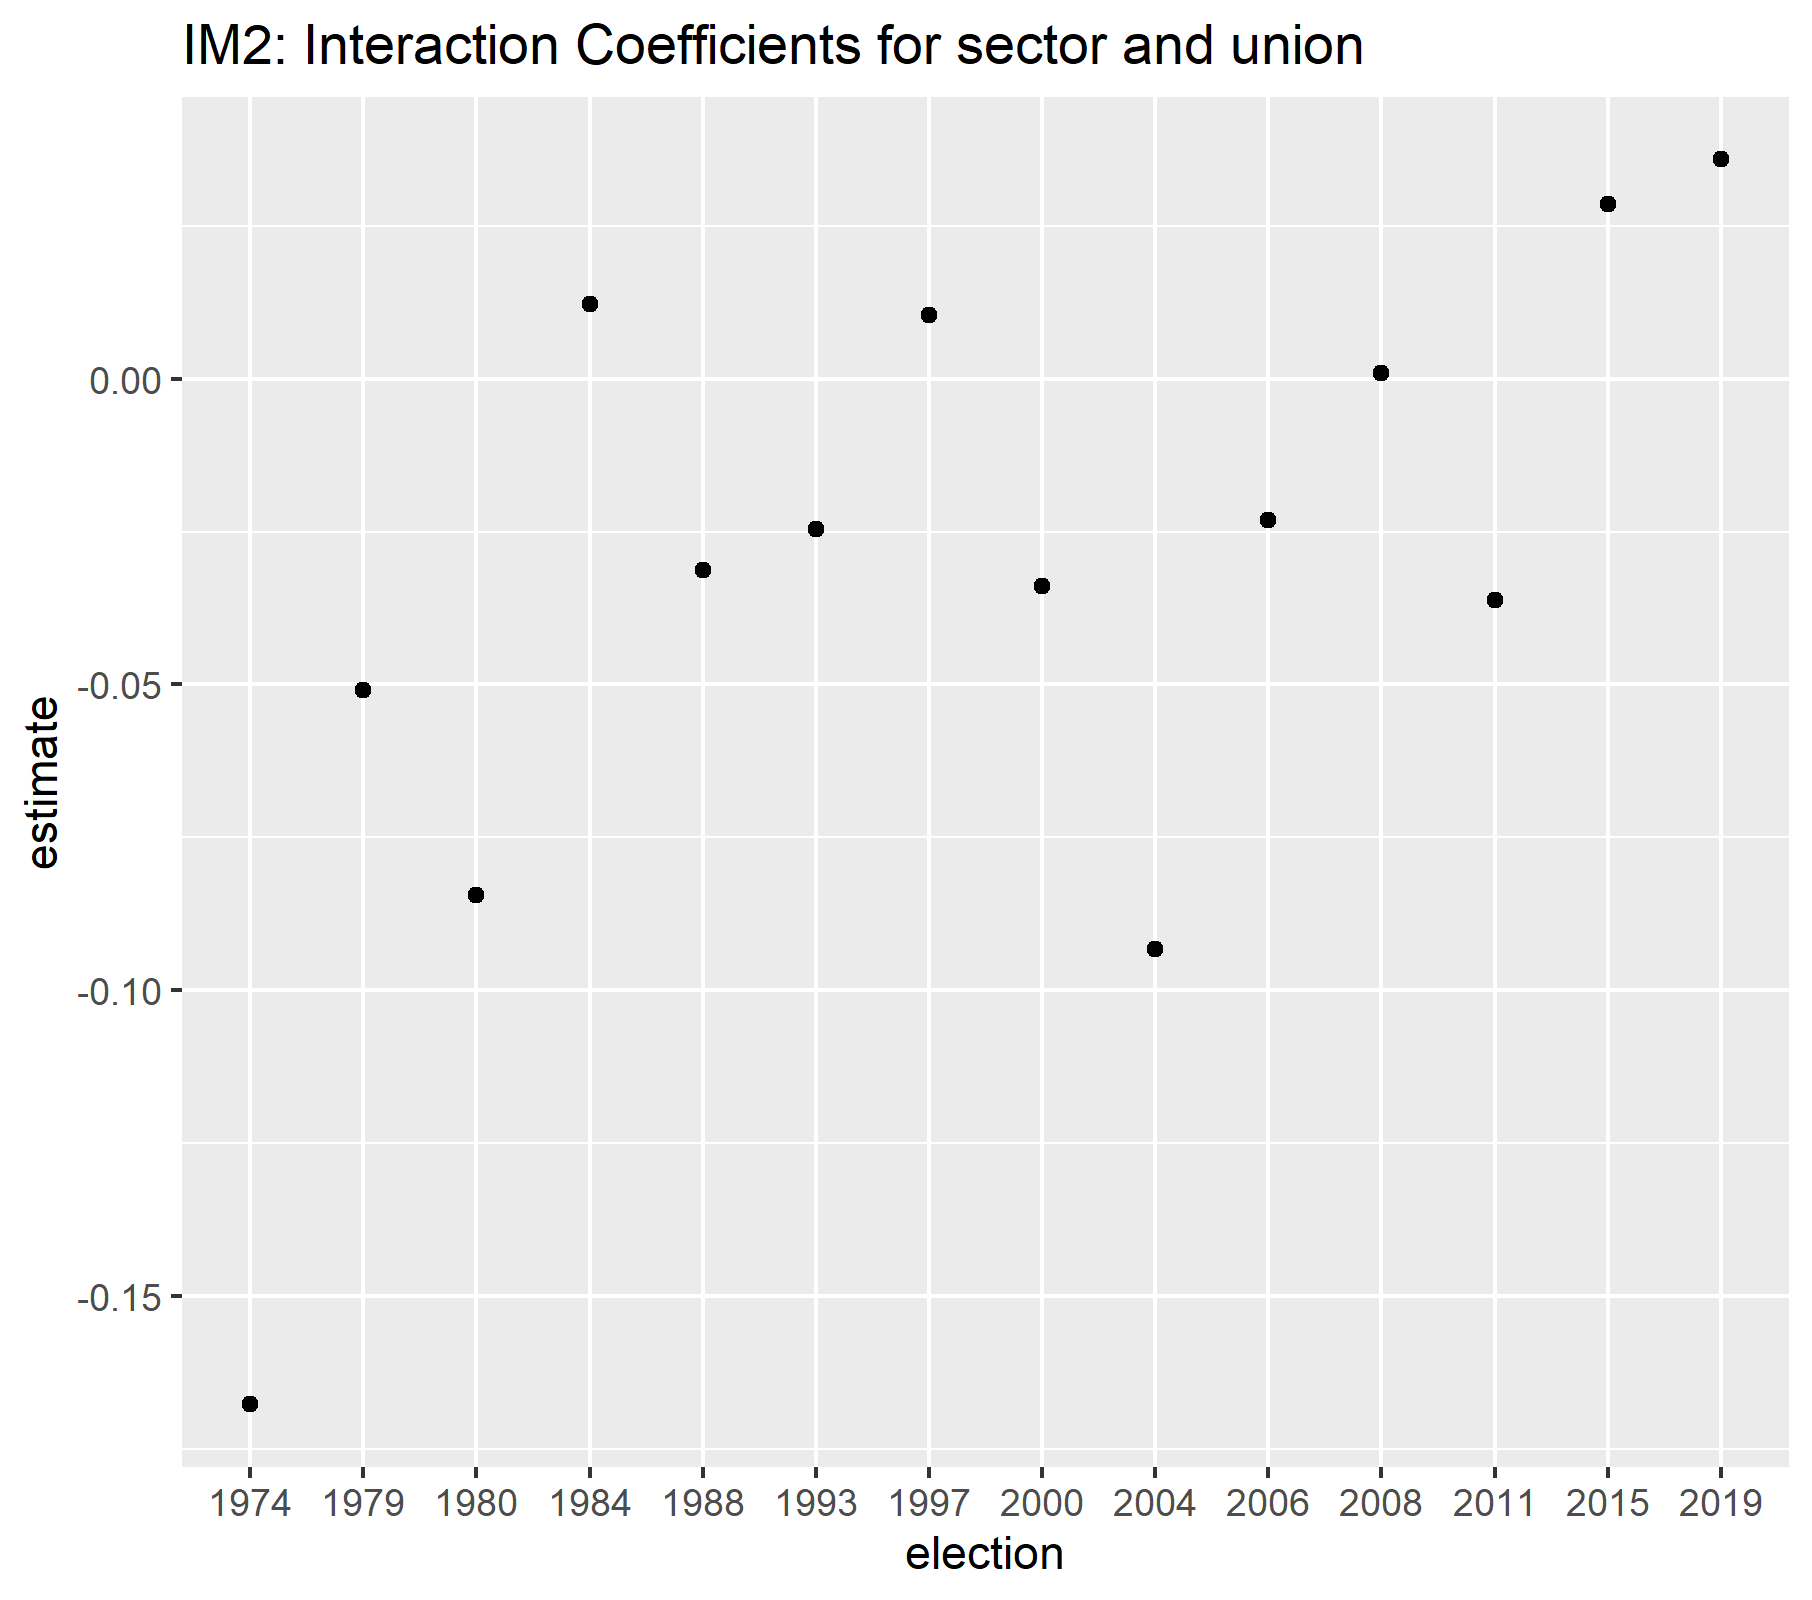 IM2: Interaction Coefficients for sector and union
estimate
0.00
-0.05
-0.10
-0.15
1974 1979 1980 1984 1988 1993 1997 2000 2004 2006 2008 2011 2015 2019
election